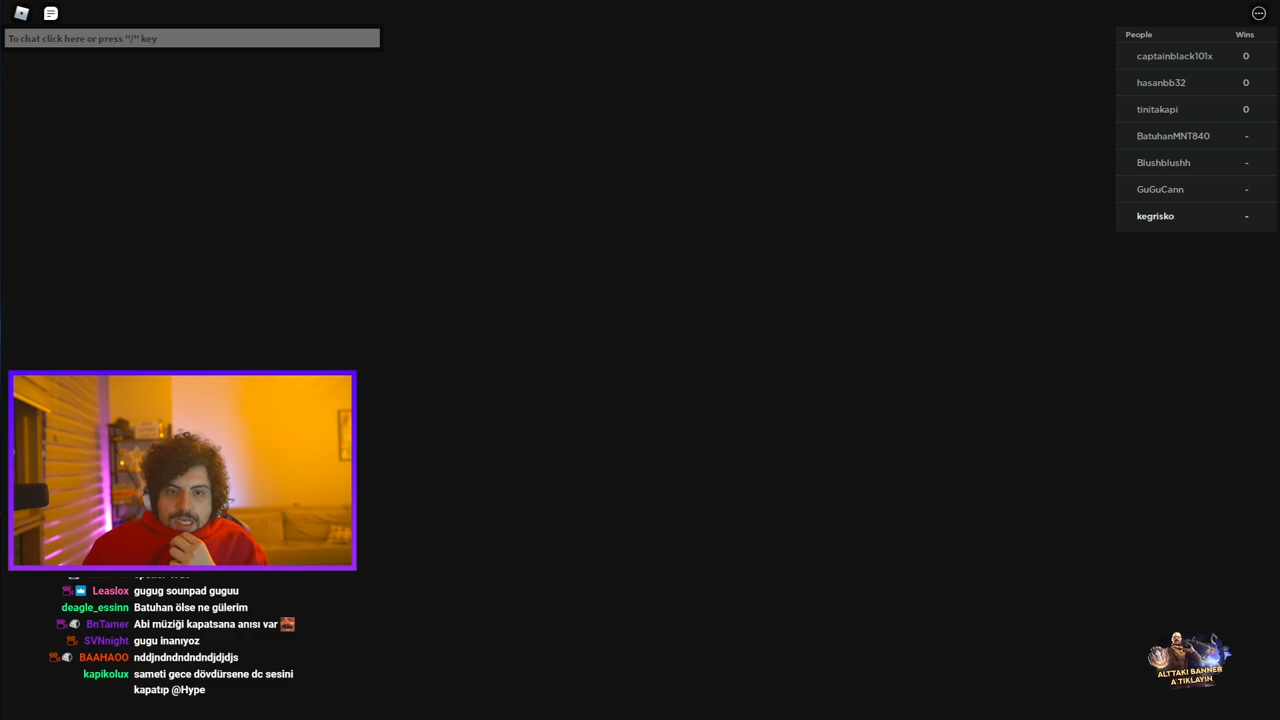 To chat click here or press "/" key
People Wins
captainblack101x 0
hasanbb32 0
tinitakapi 0
BatuhanMNT840 -
Blushblushh -
GuGuCann -
kegrisko -
Leaslox gugug sounpad guguu
deagle_essinn Batuhan ölse ne gülerim
BnTamer Abi müziği kapatsana anısı var
SVNnight gugu inanıyoz
BAAHAOO nddjndndndndndjdjdjs
kapikolux sameti gece dövdürsene dc sesini
kapatıp @Hype
ALTTAKI BANNER
A TIKLAYIN